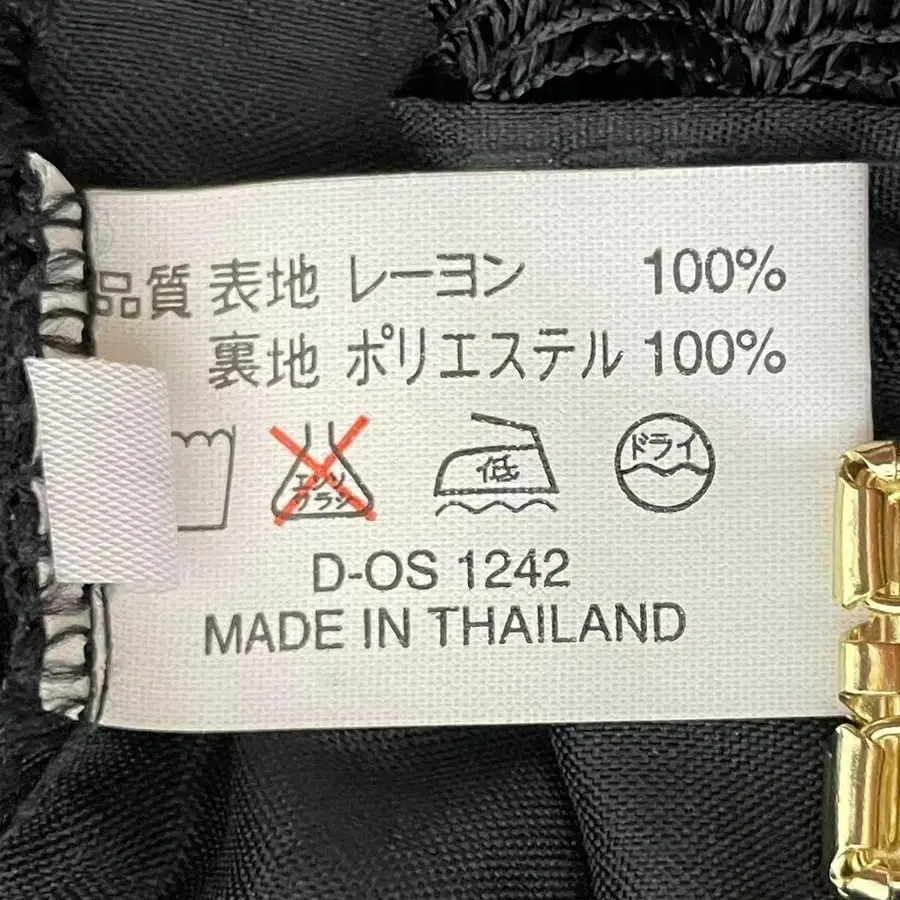 品質 表地 レーヨン 100%
裏地 ポリエステル 100%
エンソ
サラシ
低
ドライ
D-OS 1242
MADE IN THAILAND